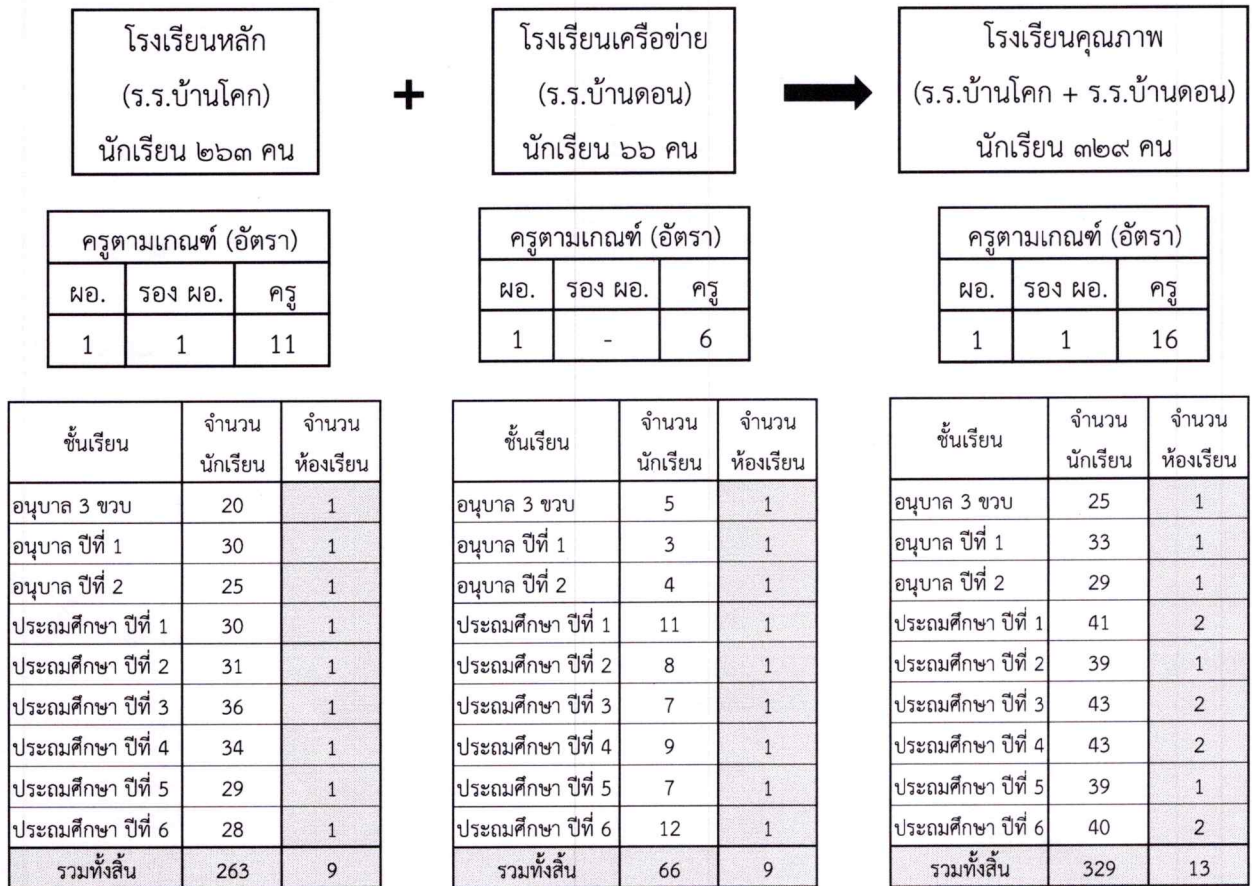 โรงเรียนหลัก
(ร.ร.บ้านโคก)
นักเรียน ๒๖๓ คน
+
โรงเรียนเครือข่าย
(ร.ร.บ้านดอน)
นักเรียน ๖๖ คน
โรงเรียนคุณภาพ
(ร.ร.บ้านโคก + ร.ร.บ้านดอน)
นักเรียน ๓๒๙ คน
ครูตามเกณฑ์ (อัตรา)
ผอ. รอง ผอ. ครู
1 1 11
ครูตามเกณฑ์ (อัตรา)
ผอ. รอง ผอ. ครู
1 - 6
ครูตามเกณฑ์ (อัตรา)
ผอ. รอง ผอ. ครู
1 1 16
ชั้นเรียน จำนวนนักเรียน จำนวนห้องเรียน
อนุบาล 3 ขวบ 20 1
อนุบาล ปีที่ 1 30 1
อนุบาล ปีที่ 2 25 1
ประถมศึกษา ปีที่ 1 30 1
ประถมศึกษา ปีที่ 2 31 1
ประถมศึกษา ปีที่ 3 36 1
ประถมศึกษา ปีที่ 4 34 1
ประถมศึกษา ปีที่ 5 29 1
ประถมศึกษา ปีที่ 6 28 1
รวมทั้งสิ้น 263 9
ชั้นเรียน จำนวนนักเรียน จำนวนห้องเรียน
อนุบาล 3 ขวบ 5 1
อนุบาล ปีที่ 1 3 1
อนุบาล ปีที่ 2 4 1
ประถมศึกษา ปีที่ 1 11 1
ประถมศึกษา ปีที่ 2 8 1
ประถมศึกษา ปีที่ 3 7 1
ประถมศึกษา ปีที่ 4 9 1
ประถมศึกษา ปีที่ 5 7 1
ประถมศึกษา ปีที่ 6 12 1
รวมทั้งสิ้น 66 9
ชั้นเรียน จำนวนนักเรียน จำนวนห้องเรียน
อนุบาล 3 ขวบ 25 1
อนุบาล ปีที่ 1 33 1
อนุบาล ปีที่ 2 29 1
ประถมศึกษา ปีที่ 1 41 2
ประถมศึกษา ปีที่ 2 39 1
ประถมศึกษา ปีที่ 3 43 2
ประถมศึกษา ปีที่ 4 43 2
ประถมศึกษา ปีที่ 5 39 1
ประถมศึกษา ปีที่ 6 40 2
รวมทั้งสิ้น 329 13